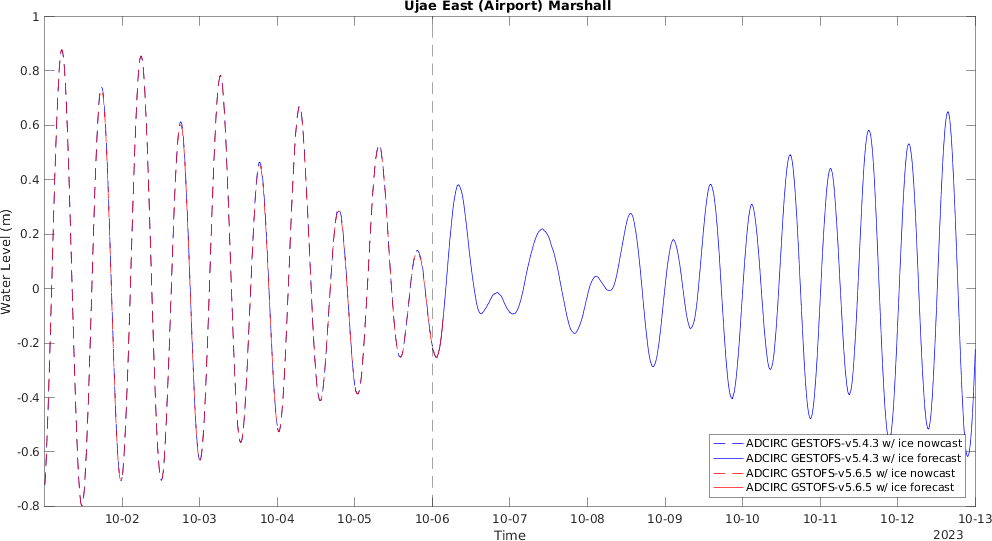 Ujae East (Airport) Marshall
1
0.8
0.6
0.4
0.2
0
-0.2
-0.4
-0.6
-0.8
Water Level (m)
ADCIRC GESTOFS-v5.4.3 w/ ice nowcast
ADCIRC GESTOFS-v5.4.3 w/ ice forecast
ADCIRC GSTOFS-v5.6.5 w/ ice nowcast
ADCIRC GSTOFS-v5.6.5 w/ ice forecast
10-02 10-03 10-04 10-05 10-06 10-07 10-08 10-09 10-10 10-11 10-12 10-13
Time
2023